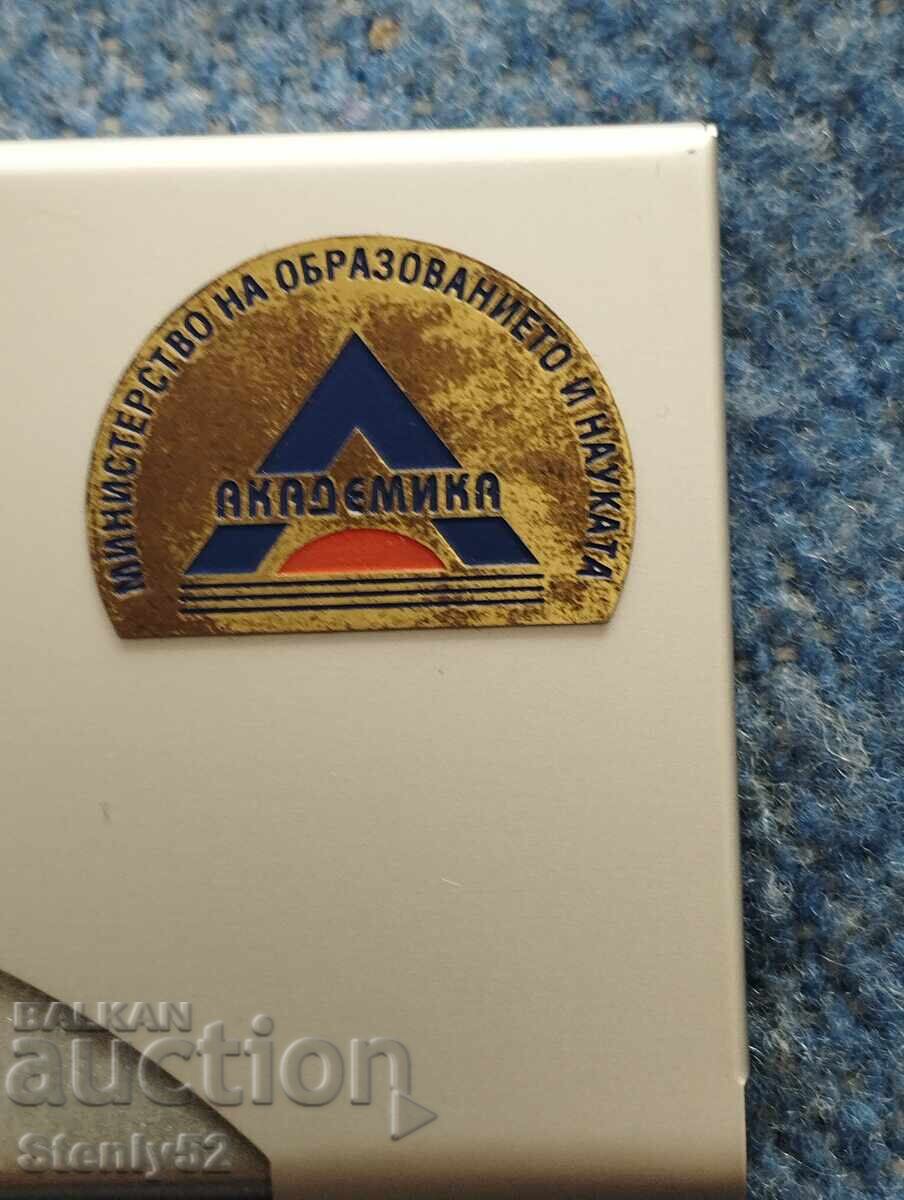 МИНИСТЕРСТВО НА ОБРАЗОВАНИЕТО И НАУКАТА
АКАДЕМИКА
BALKAN
auction
Stenly52